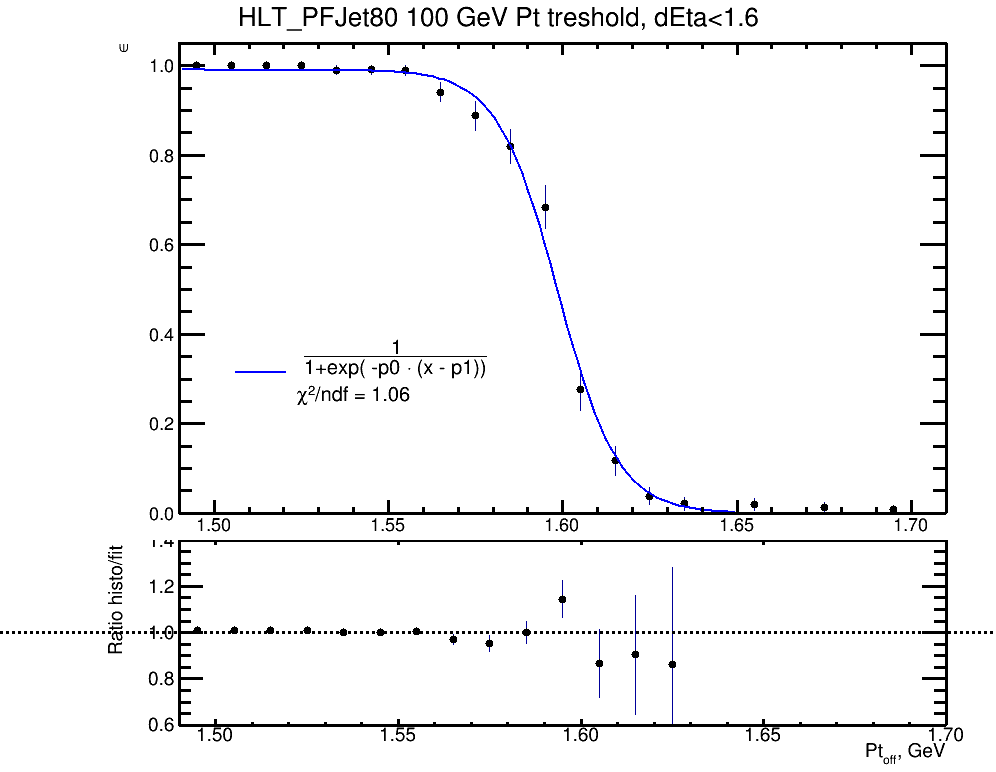 HLT_PFJet80 100 GeV Pt treshold, dEta<1.6
ϵ
1.0
0.8
0.6
0.4
0.2
0.0
1
1+exp( -p0 · (x - p1))
χ²/ndf = 1.06
1.50 1.55 1.60 1.65 1.70
Ratio histo/fit
1.4
1.2
1.0
0.8
0.6
1.50 1.55 1.60 1.65 1.70
Pt_off, GeV